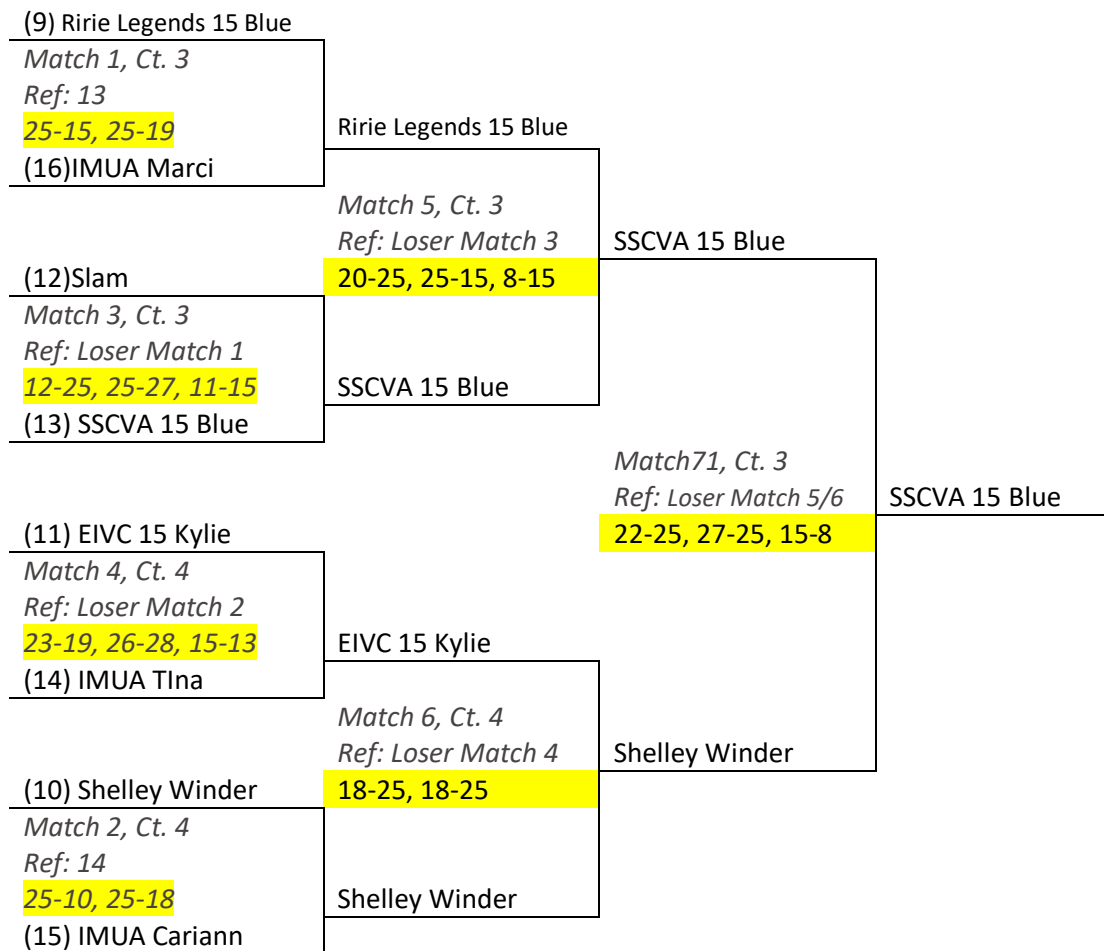 (9) Ririe Legends 15 Blue
Match 1, Ct. 3
Ref: 13
25-15, 25-19
(16)IMUA Marci
(12)Slam
Match 3, Ct. 3
Ref: Loser Match 1
12-25, 25-27, 11-15
(13) SSCVA 15 Blue
(11) EIVC 15 Kylie
Match 4, Ct. 4
Ref: Loser Match 2
23-19, 26-28, 15-13
(14) IMUA TIna
(10) Shelley Winder
Match 2, Ct. 4
Ref: 14
25-10, 25-18
(15) IMUA Cariann
Ririe Legends 15 Blue
Match 5, Ct. 3
Ref: Loser Match 3
20-25, 25-15, 8-15
SSCVA 15 Blue
EIVC 15 Kylie
Match 6, Ct. 4
Ref: Loser Match 4
18-25, 18-25
Shelley Winder
SSCVA 15 Blue
Match71, Ct. 3
Ref: Loser Match 5/6
22-25, 27-25, 15-8
Shelley Winder
SSCVA 15 Blue